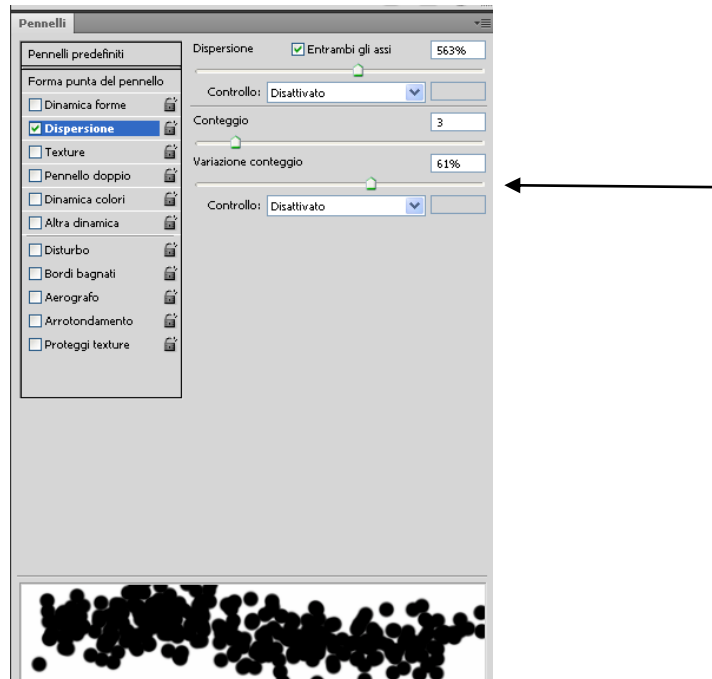 Pennelli
Pennelli predefiniti
Forma punta del pennello
Dinamica forme
Dispersione
Texture
Pennello doppio
Dinamica colori
Altra dinamica
Disturbo
Bordi bagnati
Aerografo
Arrotondamento
Proteggi texture
Dispersione Entrambi gli assi 563%
Controllo: Disattivato
Conteggio 3
Variazione conteggio 61%
Controllo: Disattivato